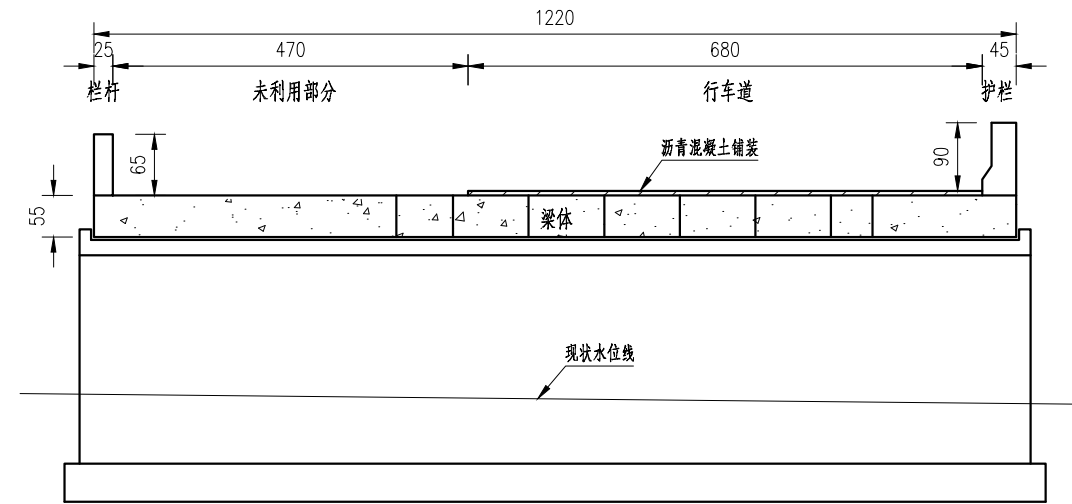 1220
25
470
680
45
栏杆
未利用部分
行车道
护栏
65
沥青混凝土铺装
90
55
梁体
现状水位线